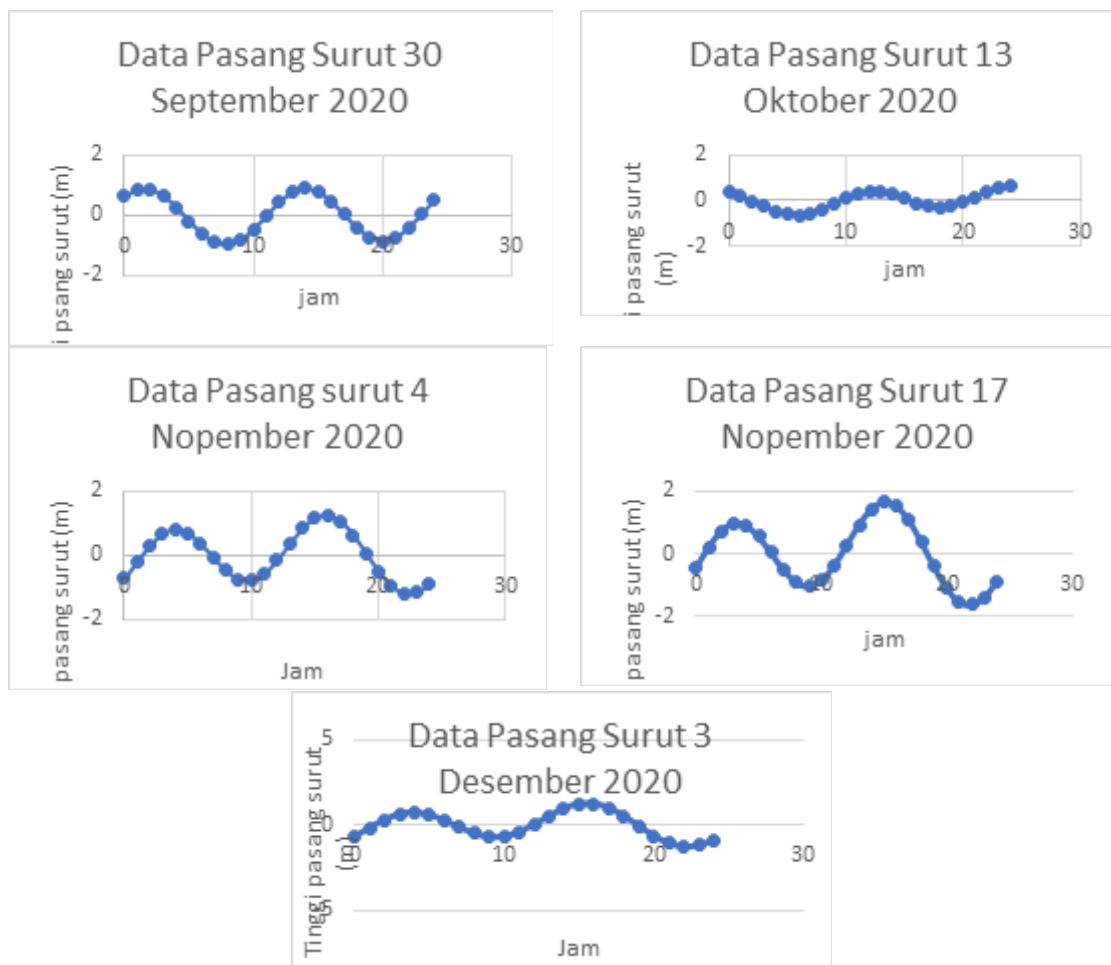 Data Pasang Surut 30
September 2020
i psang surut (m)
2
0
-2
0
10
20
30
jam
Data Pasang Surut 13
Oktober 2020
i pasang surut
(m)
2
0
-2
0
10
20
30
jam
Data Pasang surut 4
Nopember 2020
pasang surut (m)
2
0
-2
0
10
20
30
Jam
Data Pasang Surut 17
Nopember 2020
pasang surut (m)
2
0
-2
0
10
20
30
jam
Data Pasang Surut 3
Desember 2020
Tinggi pasang surut
5
0
0
10
20
30
Jam